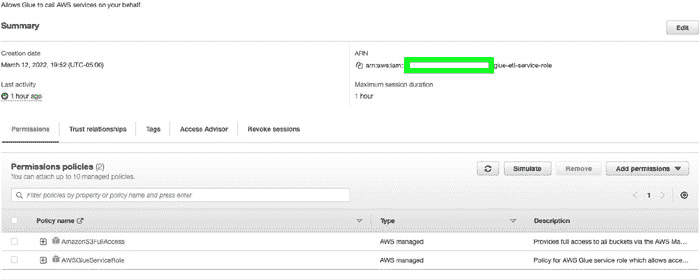 Allows Glue to call AWS services on your behalf.
Summary
Edit
Creation date
March 12, 2022, 19:52 (UTC-05:00)
ARN
arn:aws:iam: glue-etl-service-role
Last activity
1 hour ago
Maximum session duration
1 hour
Permissions Trust relationships Tags Access Advisor Revoke sessions
Permissions policies (2)
You can attach up to 10 managed policies.
Simulate Remove Add permissions
Filter policies by property or policy name and press enter
1
Policy name Type Description
AmazonS3FullAccess AWS managed Provides full access to all buckets via the AWS Ma...
AWSGlueServiceRole AWS managed Policy for AWS Glue service role which allows acce...